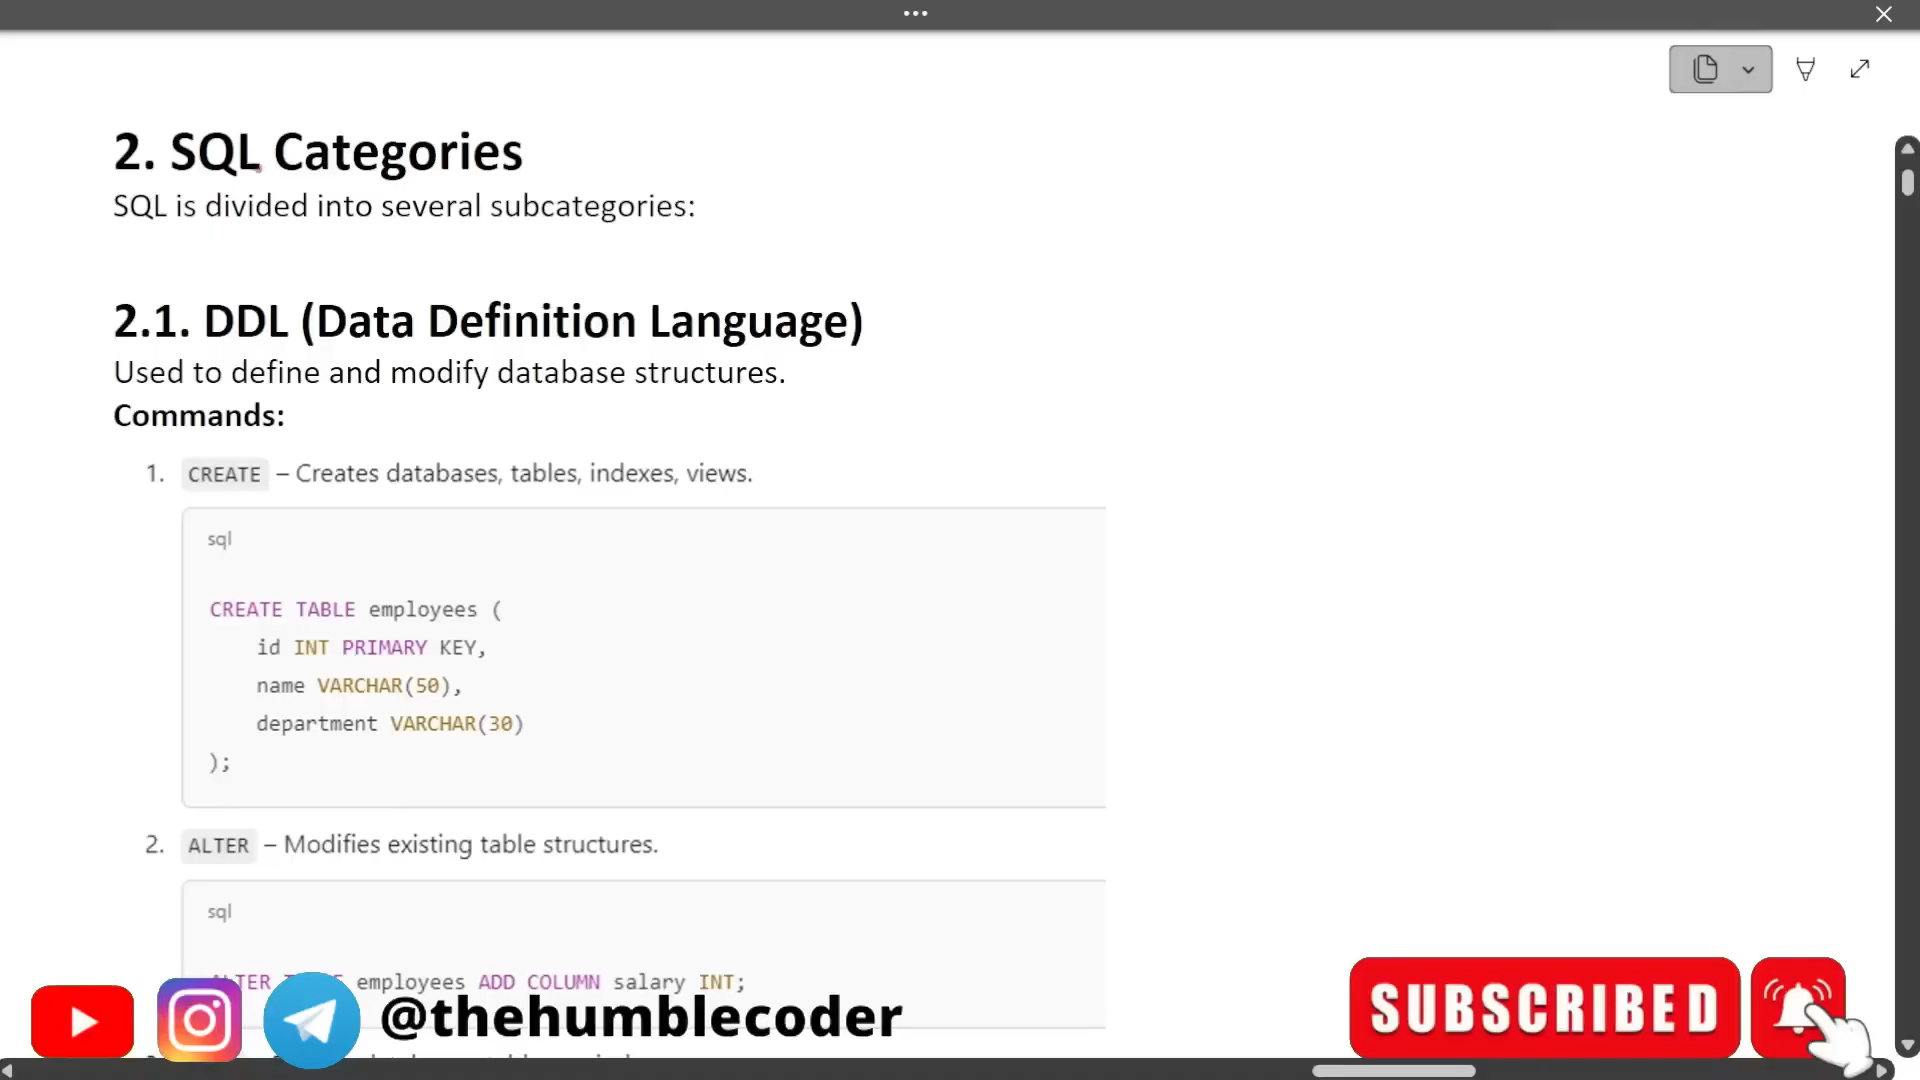 2. SQL Categories
SQL is divided into several subcategories:
2.1. DDL (Data Definition Language)
Used to define and modify database structures.
Commands:
1. CREATE – Creates databases, tables, indexes, views.
sql
CREATE TABLE employees (
id INT PRIMARY KEY,
name VARCHAR(50),
department VARCHAR(30)
);
2. ALTER – Modifies existing table structures.
sql
ALTER TABLE employees ADD COLUMN salary INT;
@thehumblecoder
SUBSCRIBED